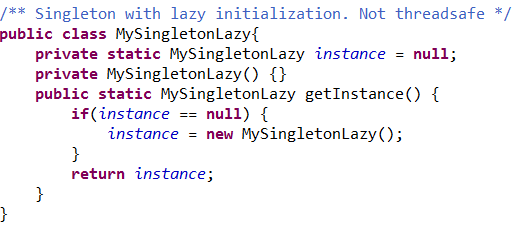 /** Singleton with lazy initialization. Not threadsafe */
public class MySingletonLazy{
    private static MySingletonLazy instance = null;
    private MySingletonLazy() {}
    public static MySingletonLazy getInstance() {
        if(instance == null) {
            instance = new MySingletonLazy();
        }
        return instance;
    }
}